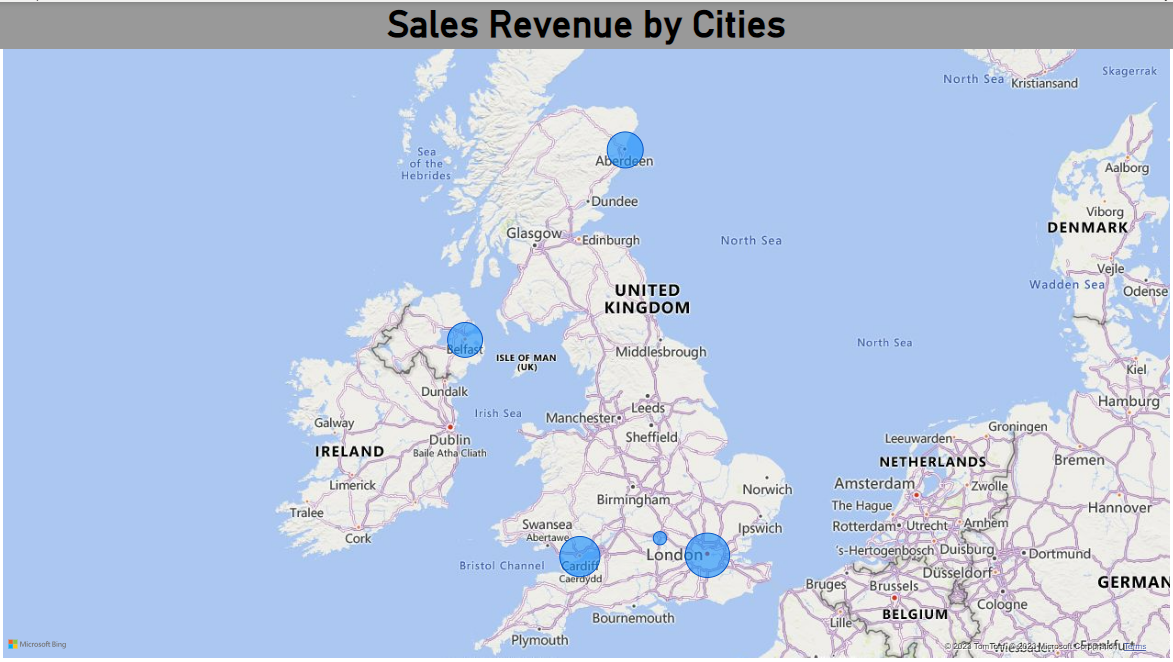 Sales Revenue by Cities
North Sea
Kristiansand
Skagerrak
Sea
of the
Hebrides
Aberdeen
Aalborg
Dundee
Viborg
DENMARK
Glasgow
Edinburgh
North Sea
Vejle
Wadden Sea
Odense
UNITED
KINGDOM
North Sea
Belfast
ISLE OF MAN
(UK)
Middlesbrough
Kiel
Dundalk
Hamburg
Irish Sea
Leeds
Manchester
Galway
Sheffield
Groningen
Leeuwarden
Dublin
Baile Atha Cliath
IRELAND
NETHERLANDS
Bremen
Limerick
Amsterdam
Zwolle
Norwich
Birmingham
Hannover
The Hague
Tralee
Swansea
Abertawe
Ipswich
Rotterdam
Utrecht
Arnhem
Cork
London
's-Hertogenbosch
Duisburg
Dortmund
Bristol Channel
Cardiff
Caerdydd
Düsseldorf
Bruges
Brussels
GERMAN
Cologne
Bournemouth
BELGIUM
Lille
Plymouth
Microsoft Bing
Wiesbaden
Frankfurt
© 2023 TomTom, © 2023 Microsoft Corporation Terms